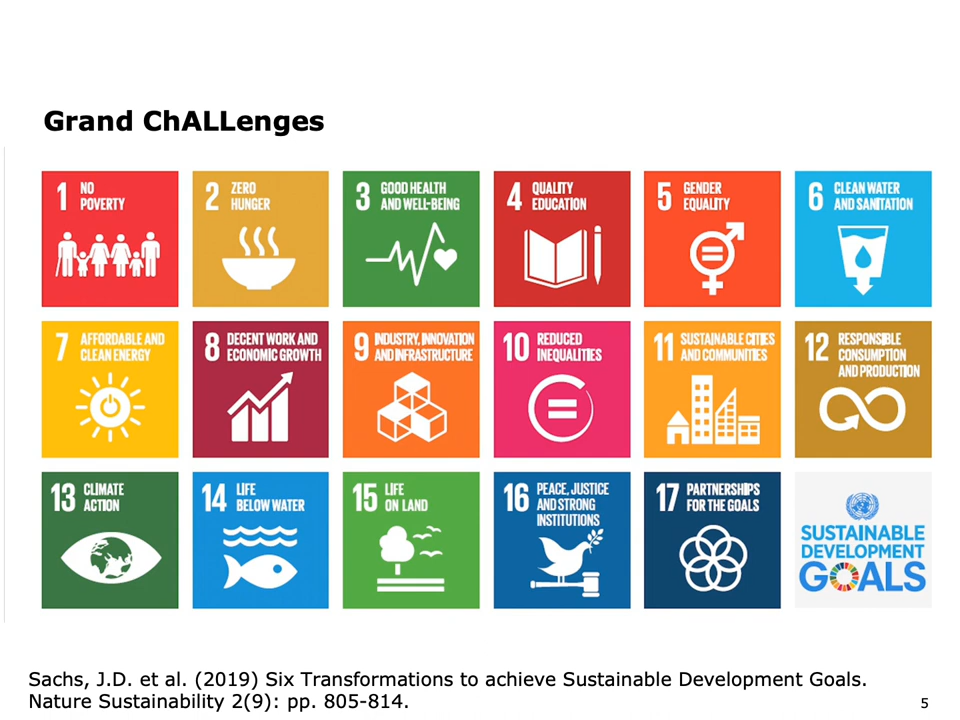 Grand ChALLenges
1 NO
POVERTY
2 ZERO
HUNGER
3 GOOD HEALTH
AND WELL-BEING
4 QUALITY
EDUCATION
5 GENDER
EQUALITY
6 CLEAN WATER
AND SANITATION
7 AFFORDABLE AND
CLEAN ENERGY
8 DECENT WORK AND
ECONOMIC GROWTH
9 INDUSTRY, INNOVATION
AND INFRASTRUCTURE
10 REDUCED
INEQUALITIES
11 SUSTAINABLE CITIES
AND COMMUNITIES
12 RESPONSIBLE
CONSUMPTION
AND PRODUCTION
13 CLIMATE
ACTION
14 LIFE
BELOW WATER
15 LIFE
ON LAND
16 PEACE, JUSTICE
AND STRONG
INSTITUTIONS
17 PARTNERSHIPS
FOR THE GOALS
SUSTAINABLE
DEVELOPMENT
GOALS
Sachs, J.D. et al. (2019) Six Transformations to achieve Sustainable Development Goals.
Nature Sustainability 2(9): pp. 805-814.
5